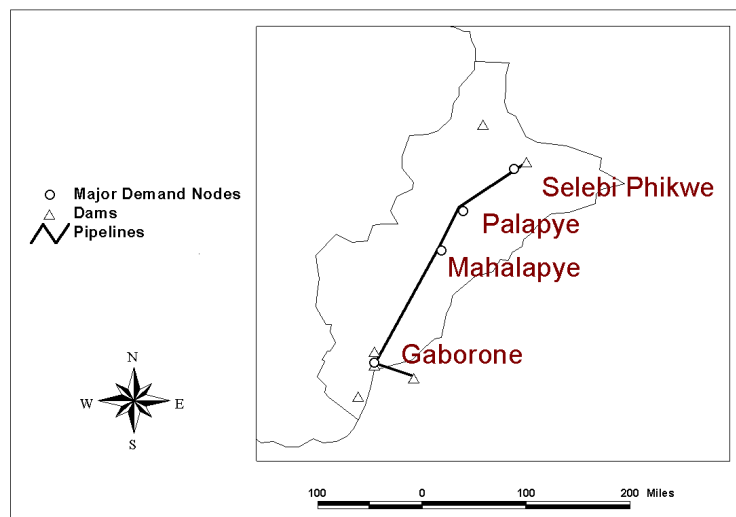 Major Demand Nodes
Dams
Pipelines
Selebi Phikwe
Palapye
Mahalapye
Gaborone
N
W E
S
100 0 100 200 Miles